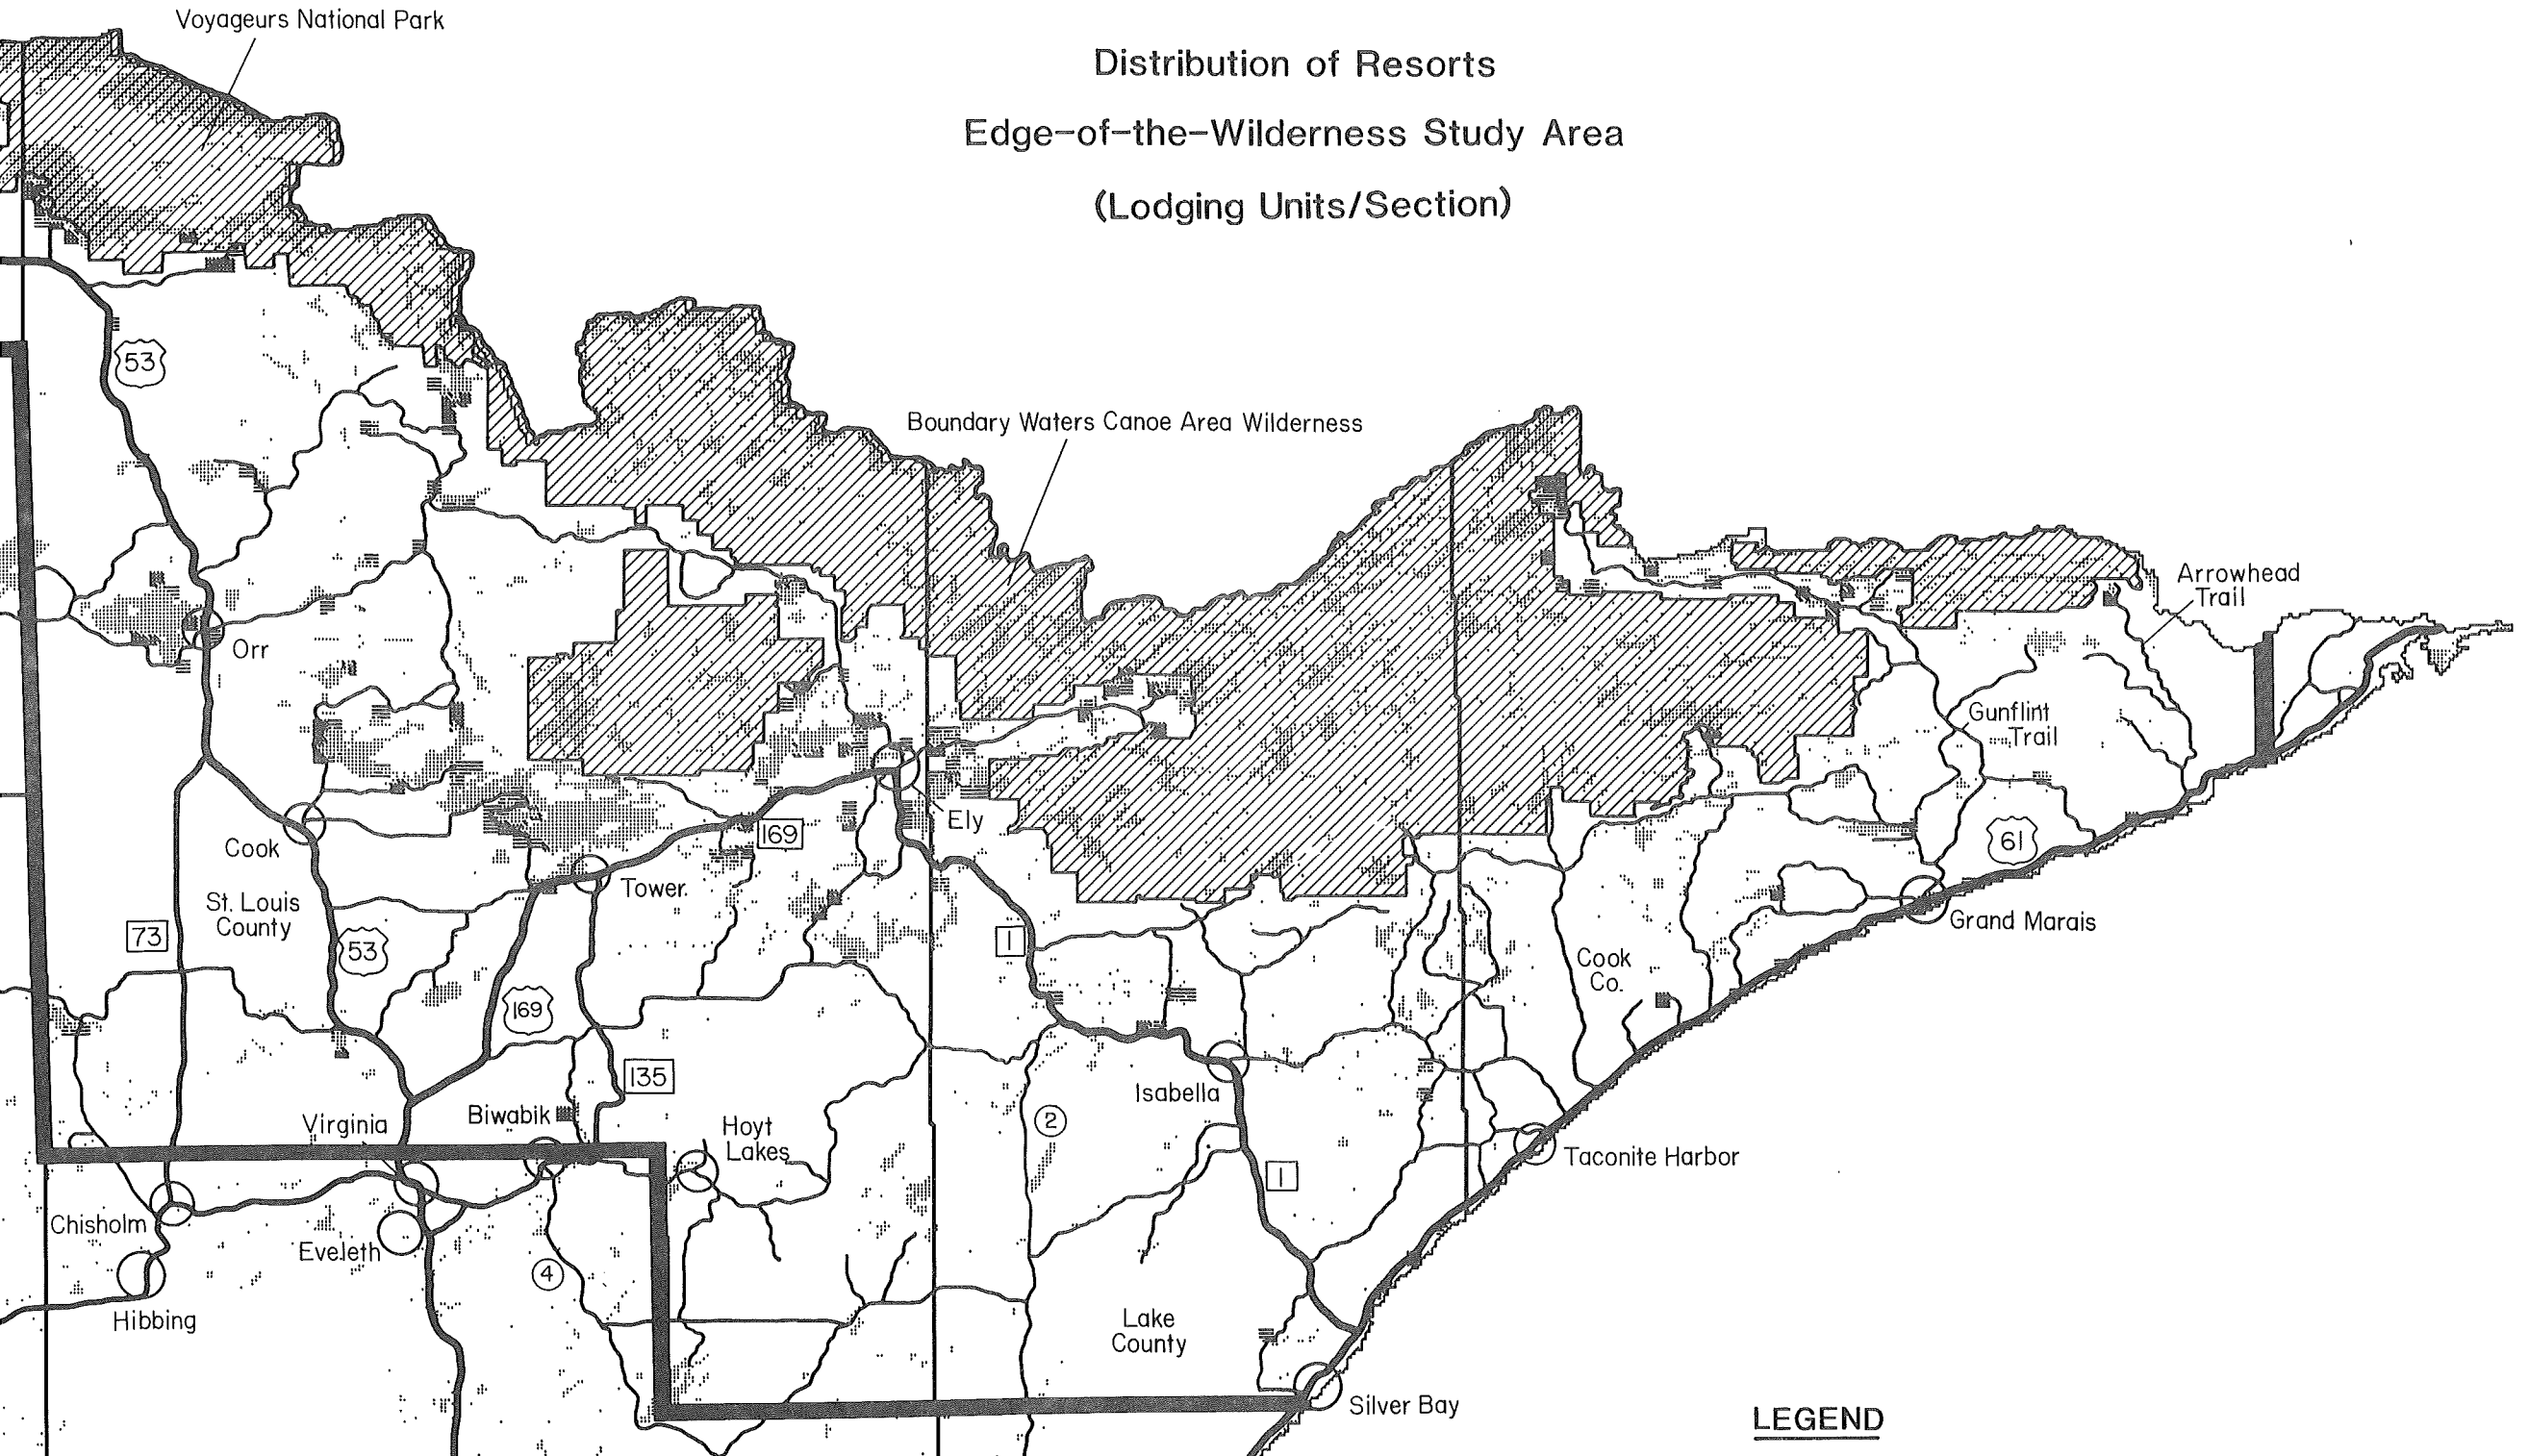 Voyageurs National Park
Distribution of Resorts
Edge-of-the-Wilderness Study Area
(Lodging Units/Section)
53
Boundary Waters Canoe Area Wilderness
Arrowhead
Trail
Orr
Gunflint
Trail
Ely
169
61
Cook
Tower
St. Louis
County
Grand Marais
73
53
1
Cook
Co.
169
135
Isabella
Biwabik
Virginia
2
Hoyt
Lakes
Taconite Harbor
1
Chisholm
Eveleth
4
Hibbing
Lake
County
Silver Bay
LEGEND